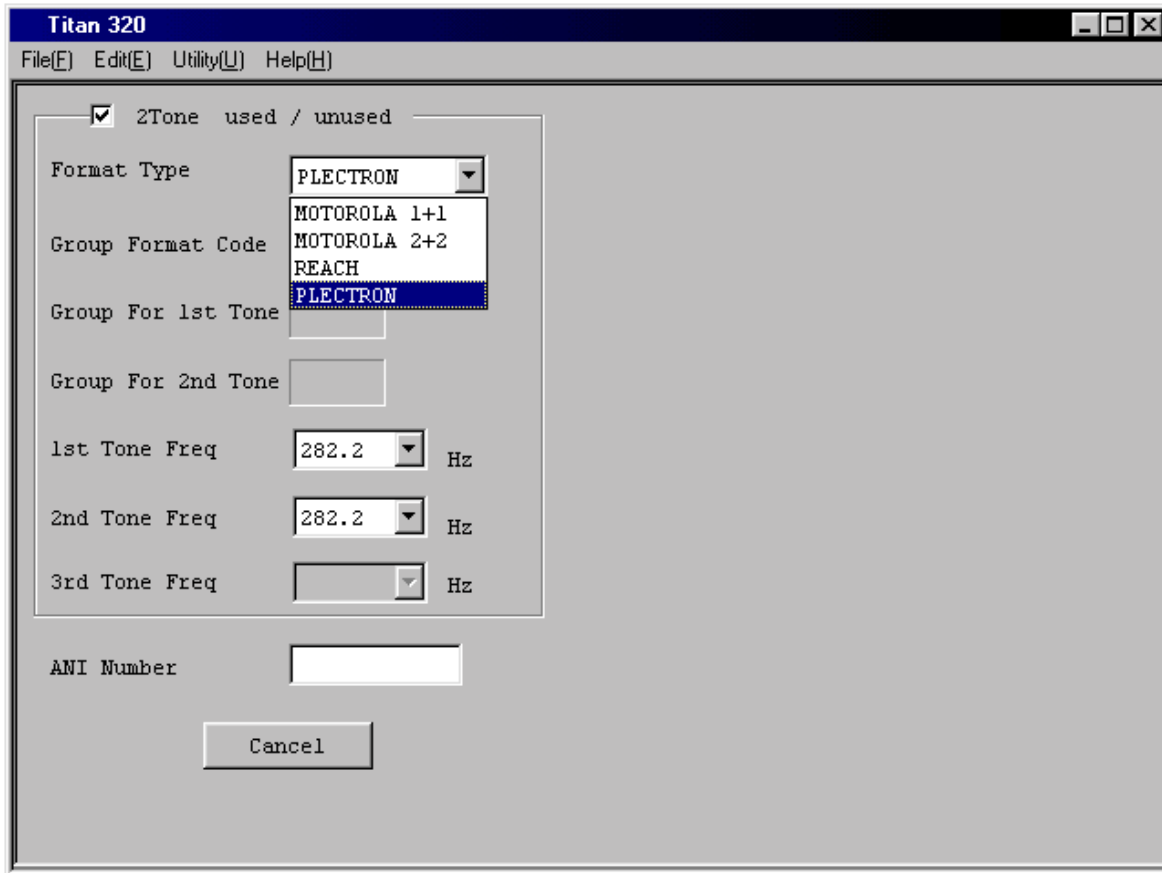 Titan 320
File(F) Edit(E) Utility(U) Help(H)
2Tone used / unused
Format Type PLECTRON
MOTOROLA 1+1
MOTOROLA 2+2
REACH
PLECTRON
Group Format Code
Group For 1st Tone
Group For 2nd Tone
1st Tone Freq 282.2 Hz
2nd Tone Freq 282.2 Hz
3rd Tone Freq Hz
ANI Number
Cancel